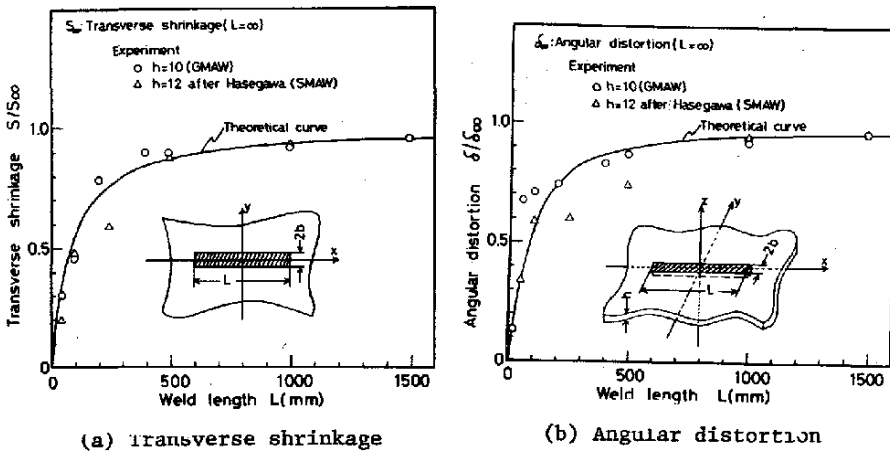 S∞:Transverse shrinkage(L=∞)
Experiment
○ h=10(GMAW)
△ h=12 after Hasegawa(SMAW)
Theoretical curve
Transverse shrinkage S/S∞
1.0
0.5
0
y
x
2b
L
0 500 1000 1500
Weld length L(mm)
(a) Transverse shrinkage
δ∞:Angular distortion(L=∞)
Experiment
○ h=10(GMAW)
△ h=12 after Hasegawa(SMAW)
Theoretical curve
Angular distortion δ/δ∞
1.0
0.5
0
z
y
x
2b
L
h
0 500 1000 1500
Weld length L(mm)
(b) Angular distortion